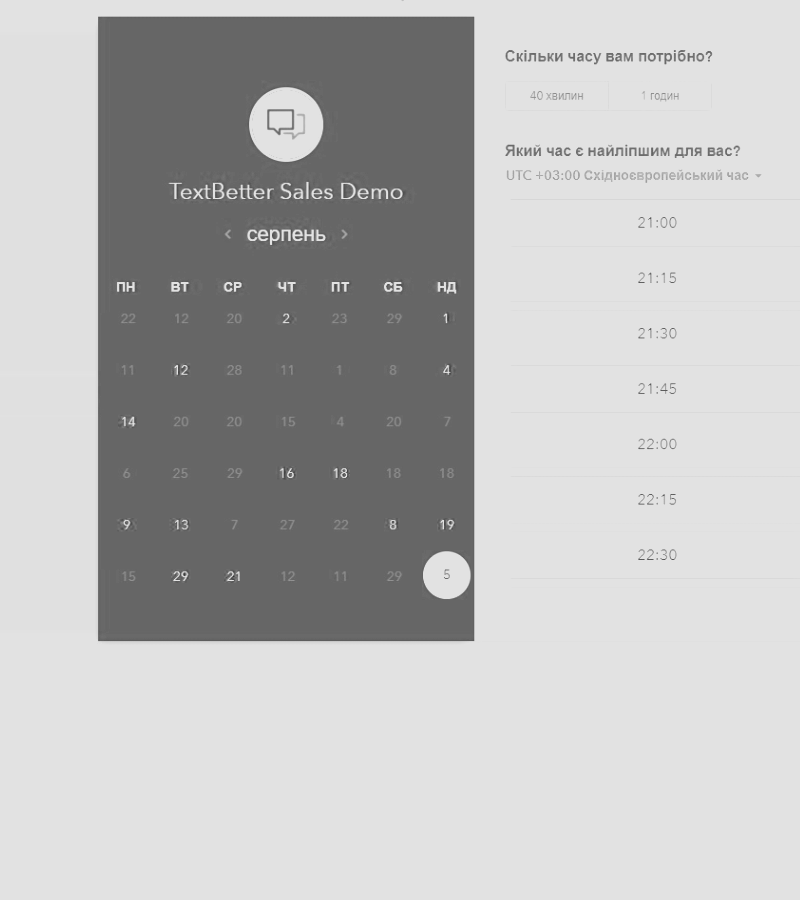 TextBetter Sales Demo
‹ серпень ›
ПН ВТ СР ЧТ ПТ СБ НД
22 12 20 2 23 29 1
11 12 28 11 1 8 4
14 20 20 15 4 20 7
6 25 29 16 18 18 18
9 13 7 27 22 8 19
15 29 21 12 11 29 5
Скільки часу вам потрібно?
40 хвилин 1 годин
Який час є найліпшим для вас?
UTC +03:00 Східноєвропейський час
21:00
21:15
21:30
21:45
22:00
22:15
22:30